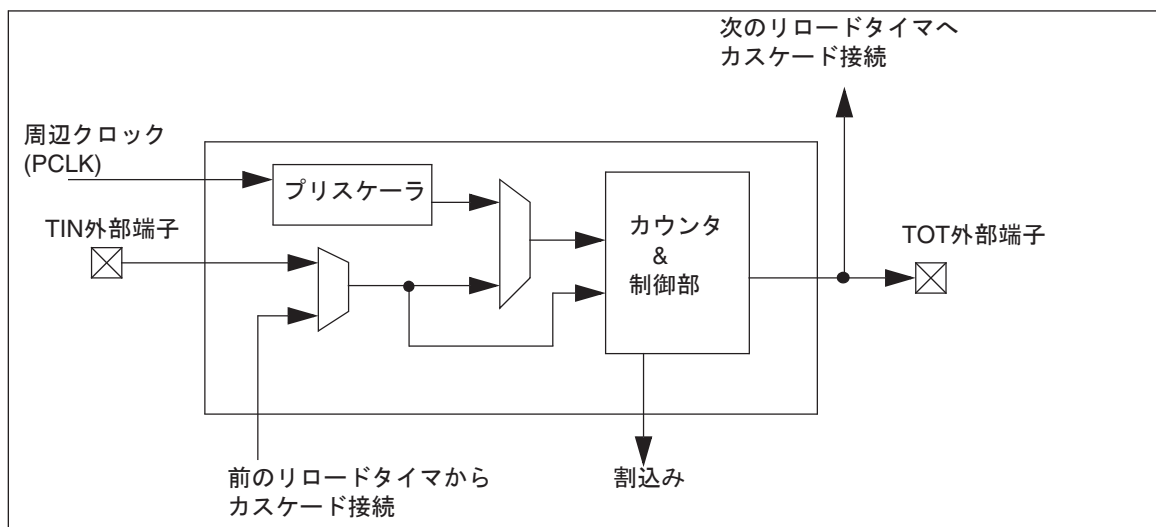 次のリロードタイマへ
カスケード接続
周辺クロック
(PCLK)
プリスケーラ
TIN外部端子
カウンタ
&
制御部
TOT外部端子
前のリロードタイマから
カスケード接続
割込み